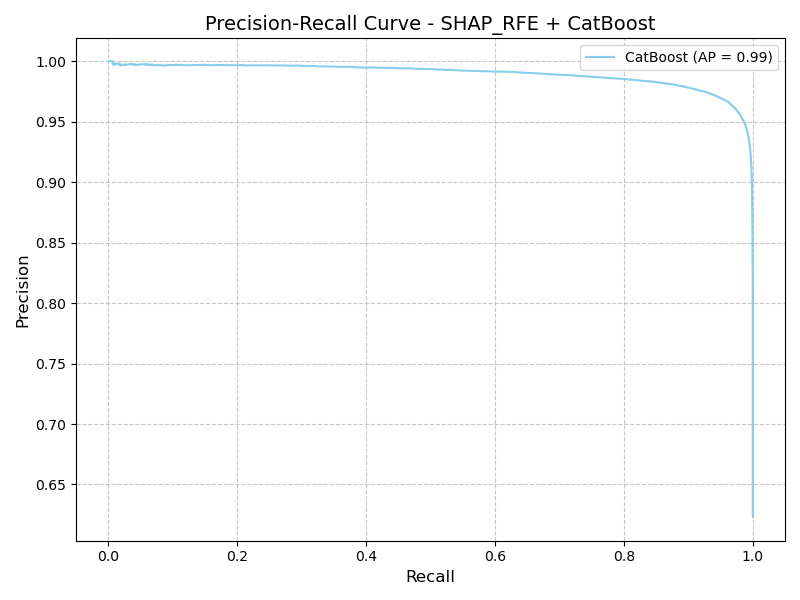 Precision-Recall Curve - SHAP_RFE + CatBoost
CatBoost (AP = 0.99)
Precision
1.00
0.95
0.90
0.85
0.80
0.75
0.70
0.65
0.0 0.2 0.4 0.6 0.8 1.0
Recall